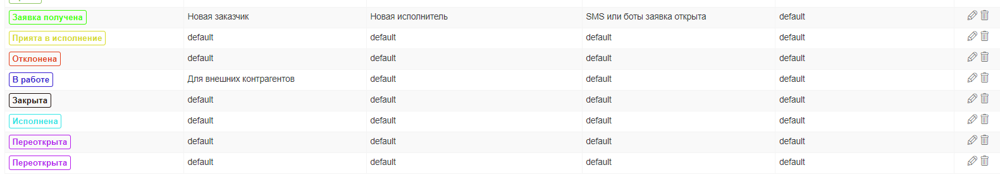 Заявка получена Новая заказчик Новая исполнитель SMS или боты заявка открыта default
Прията в исполнение default default default default
Отклонена default default default default
В работе Для внешних контрагентов default default default
Закрыта default default default default
Исполнена default default default default
Переоткрыта default default default default
Переоткрыта default default default default